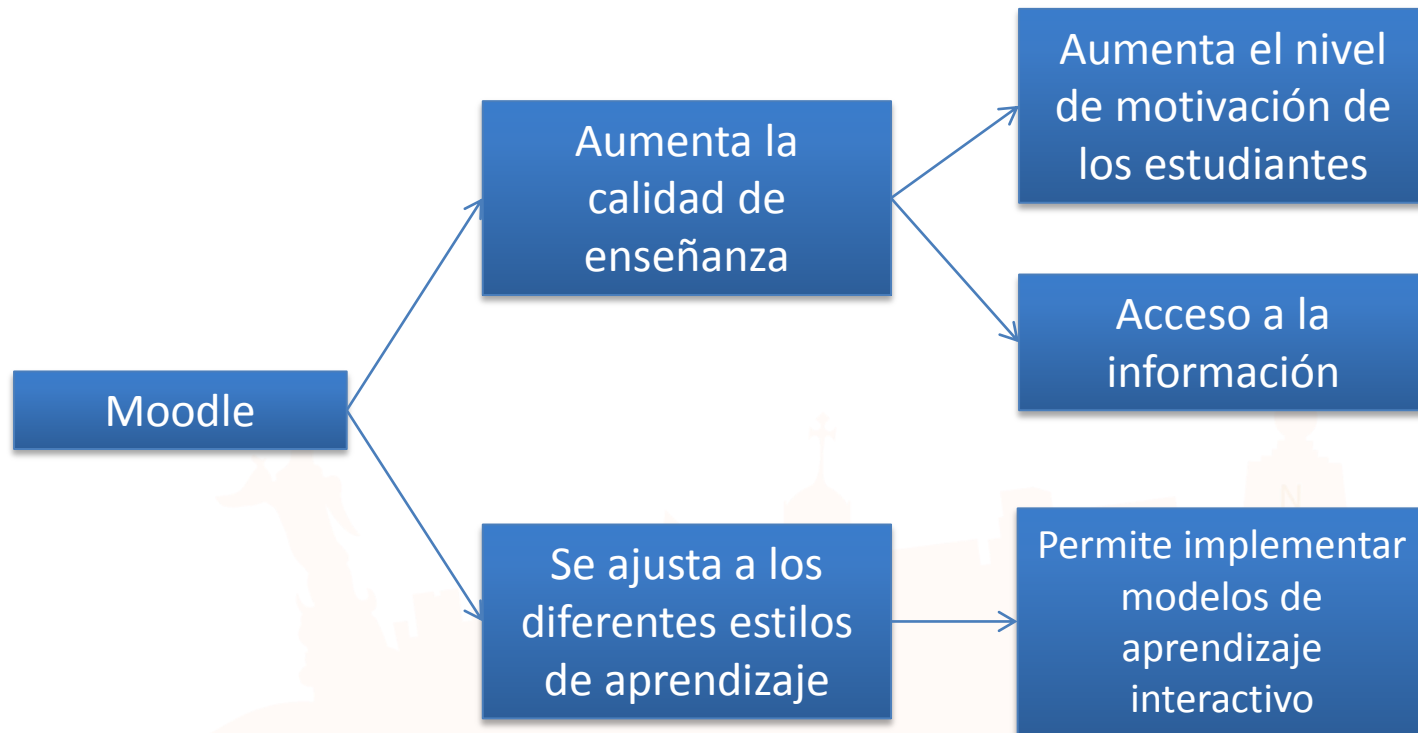 Moodle
Aumenta la
calidad de
enseñanza
Aumenta el nivel
de motivación de
los estudiantes
Acceso a la
información
Se ajusta a los
diferentes estilos
de aprendizaje
Permite implementar
modelos de
aprendizaje
interactivo
N